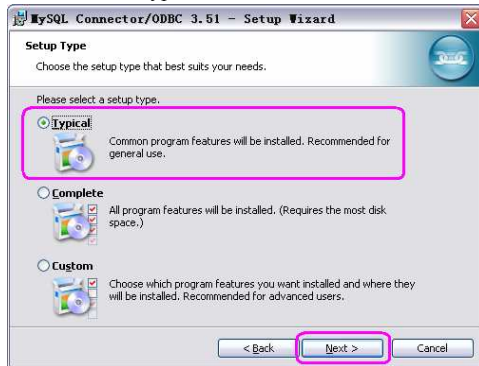 MySQL Connector/ODBC 3.51 - Setup Wizard
Setup Type
Choose the setup type that best suits your needs.
Please select a setup type.
Typical
Common program features will be installed. Recommended for
general use.
Complete
All program features will be installed. (Requires the most disk
space.)
Custom
Choose which program features you want installed and where they
will be installed. Recommended for advanced users.
< Back Next > Cancel